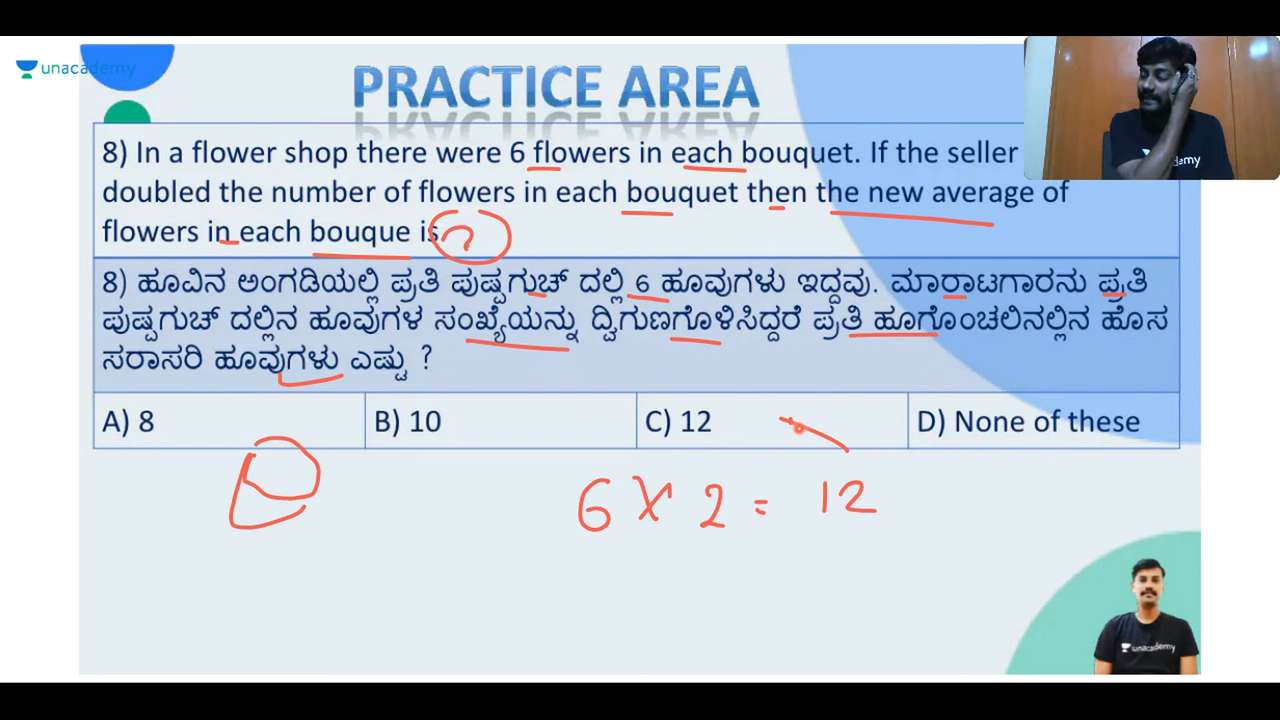 unacademy
PRACTICE AREA
8) In a flower shop there were 6 flowers in each bouquet. If the seller
doubled the number of flowers in each bouquet then the new average of
flowers in each bouque is ?
8) ಹೂವಿನ ಅಂಗಡಿಯಲ್ಲಿ ಪ್ರತಿ ಪುಷ್ಪಗುಚ್ ದಲ್ಲಿ 6 ಹೂವುಗಳು ಇದ್ದವು. ಮಾರಾಟಗಾರನು ಪ್ರತಿ
ಪುಷ್ಪಗುಚ್ ದಲ್ಲಿನ ಹೂವುಗಳ ಸಂಖ್ಯೆಯನ್ನು ದ್ವಿಗುಣಗೊಳಿಸಿದ್ದರೆ ಪ್ರತಿ ಹೂಗೊಂಚಲಿನಲ್ಲಿನ ಹೊಸ
ಸರಾಸರಿ ಹೂವುಗಳು ಎಷ್ಟು ?
A) 8 B) 10 C) 12 D) None of these
6 X 2 = 12
unacademy